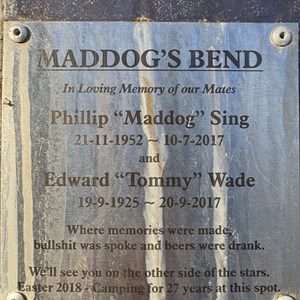 MADDOG'S BEND
In Loving Memory of our Mates
Phillip "Maddog" Sing
21-11-1952 ~ 10-7-2017
and
Edward "Tommy" Wade
19-9-1925 ~ 20-9-2017
Where memories were made,
bullshit was spoke and beers were drank.
We'll see you on the other side of the stars.
Easter 2018 - Camping for 27 years at this spot.